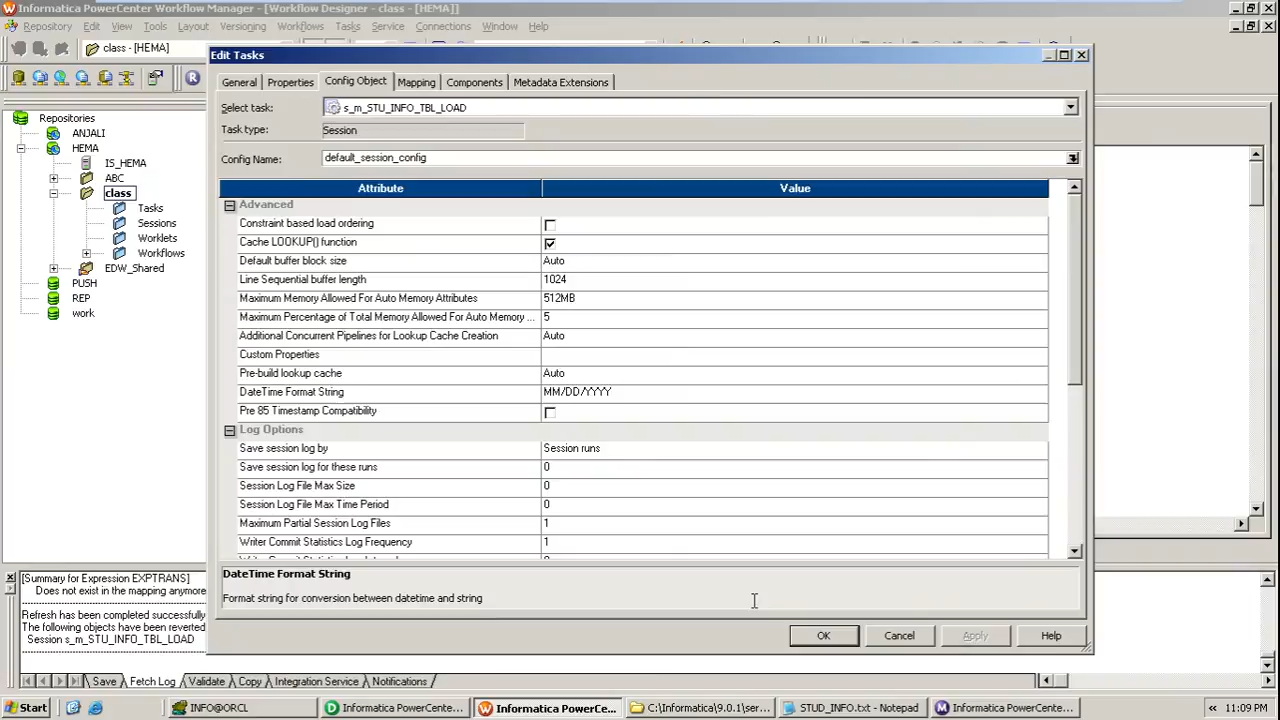 Informatica PowerCenter Workflow Manager - [Workflow Designer - class - [HEMA]]
Repository Edit View Tools Layout Versioning Workflows Tasks Service Connections Window Help
class - [HEMA]
Edit Tasks
General Properties Config Object Mapping Components Metadata Extensions
Select task: s_m_STU_INFO_TBL_LOAD
Task type: Session
Config Name: default_session_config
Attribute Value
Advanced
Constraint based load ordering
Cache LOOKUP() function
Default buffer block size Auto
Line Sequential buffer length 1024
Maximum Memory Allowed For Auto Memory Attributes 512MB
Maximum Percentage of Total Memory Allowed For Auto Memory ... 5
Additional Concurrent Pipelines for Lookup Cache Creation Auto
Custom Properties
Pre-build lookup cache Auto
DateTime Format String MM/DD/YYYY
Pre 85 Timestamp Compatibility
Log Options
Save session log by Session runs
Save session log for these runs 0
Session Log File Max Size 0
Session Log File Max Time Period 0
Maximum Partial Session Log Files 1
Writer Commit Statistics Log Frequency 1
DateTime Format String
Format string for conversion between datetime and string
OK Cancel Apply Help
Repositories
ANJALI
HEMA
IS_HEMA
ABC
class
Tasks
Sessions
Worklets
Workflows
EDW_Shared
PUSH
REP
work
[Summary for Expression EXPTRANS]
Does not exist in the mapping anymore
Refresh has been completed successfully
The following objects have been reverted
Session s_m_STU_INFO_TBL_LOAD
Save Fetch Log Validate Copy Integration Service Notifications
Start INFO@ORCL Informatica PowerCente... Informatica PowerCe... C:\Informatica\9.0.1\ser... STUD_INFO.txt - Notepad Informatica PowerCente... 11:09 PM